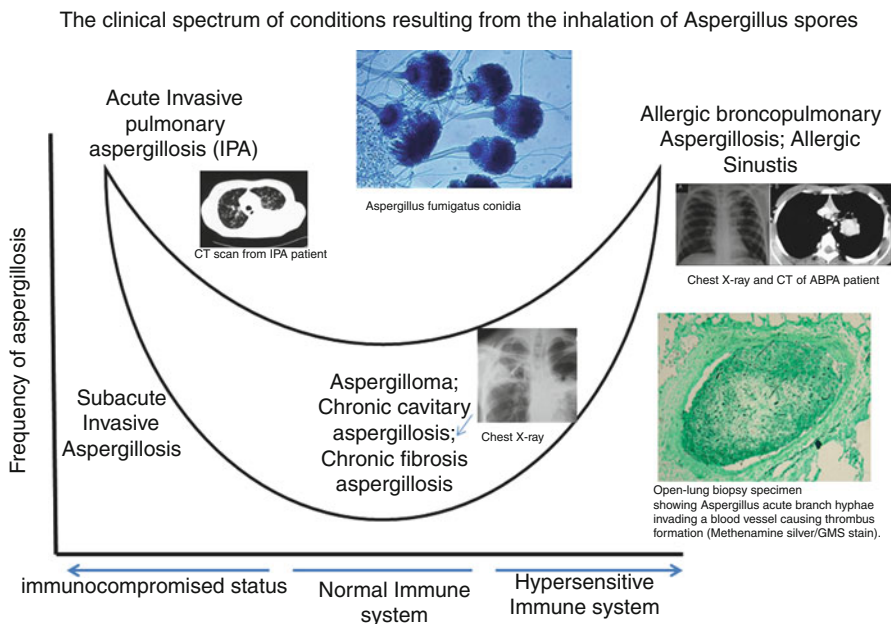 The clinical spectrum of conditions resulting from the inhalation of Aspergillus spores
Acute Invasive
pulmonary
aspergillosis (IPA)
CT scan from IPA patient
Aspergillus fumigatus conidia
Allergic broncopulmonary
Aspergillosis; Allergic
Sinustis
Chest X-ray and CT of ABPA patient
Frequency of aspergillosis
Subacute
Invasive
Aspergillosis
Aspergilloma;
Chronic cavitary
aspergillosis;
Chronic fibrosis
aspergillosis
Chest X-ray
Open-lung biopsy specimen
showing Aspergillus acute branch hyphae
invading a blood vessel causing thrombus
formation (Methenamine silver/GMS stain).
immunocompromised status
Normal Immune
system
Hypersensitive
Immune system